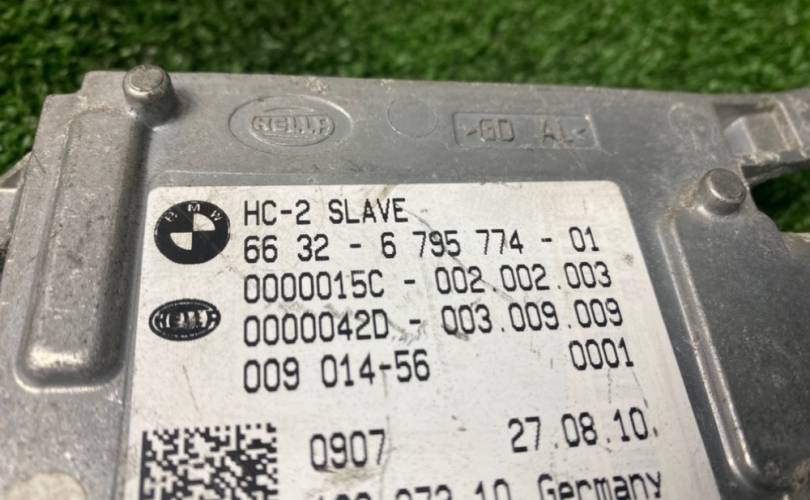 HELLA
>GD AL<
BMW
HC-2 SLAVE
66 32 - 6 795 774 - 01
0000015C - 002.002.003
HELLA
0000042D - 003.009.009
009 014-56 0001
0907 27.08.10.
Germany